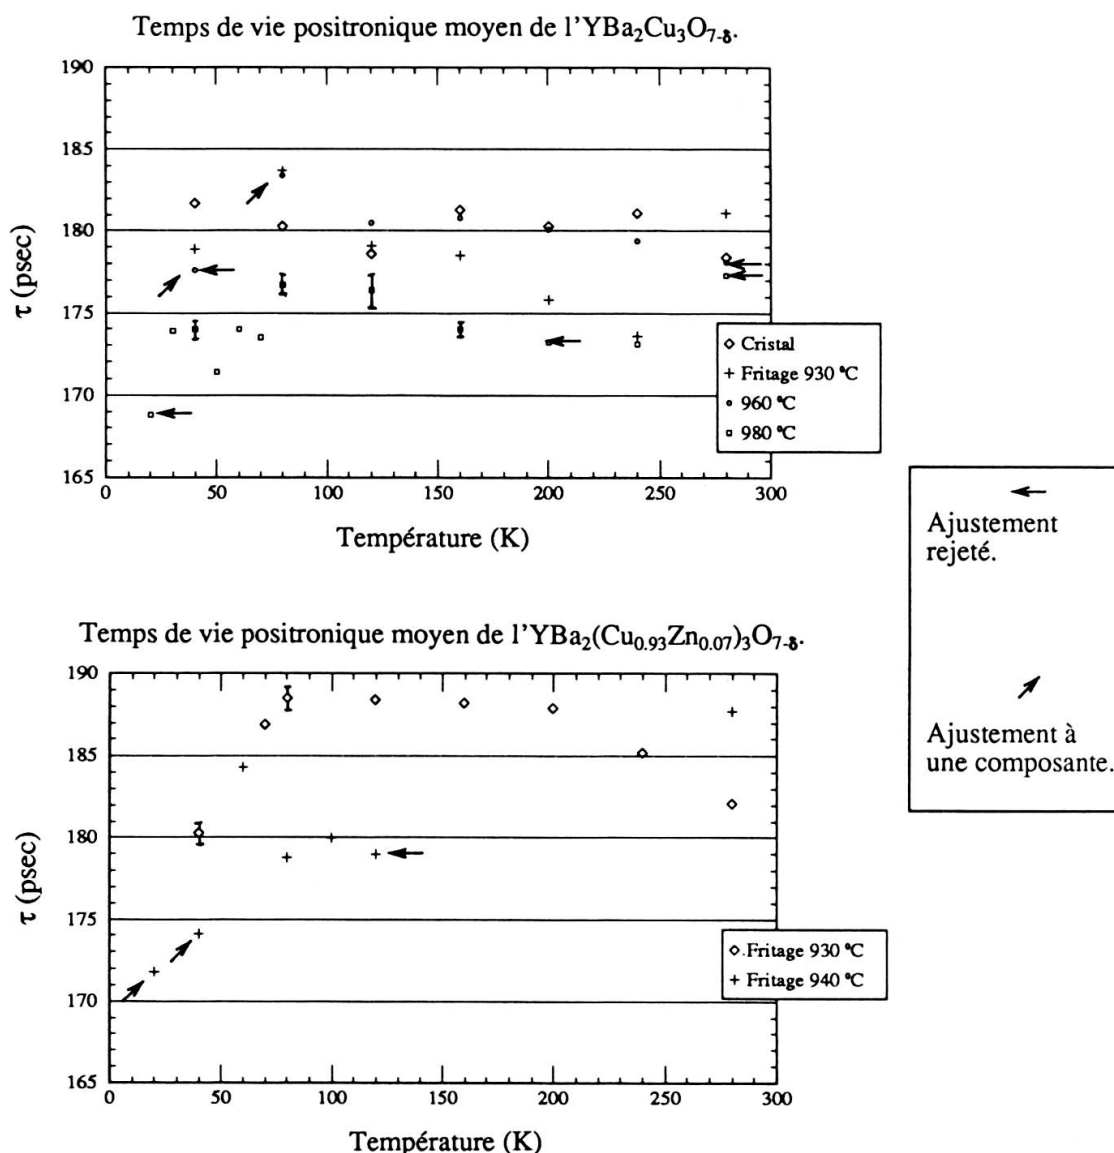 Temps de vie positronique moyen de l'YBa₂Cu₃O₇₋δ.
190
185
180
175
170
165
τ (psec)
0 50 100 150 200 250 300
Température (K)
◇ Cristal
+ Fritage 930 °C
∘ 960 °C
▫ 980 °C
Ajustement
rejeté.
Ajustement à
une composante.
Temps de vie positronique moyen de l'YBa₂(Cu₀.₉₃Zn₀.₀₇)₃O₇₋δ.
190
185
180
175
170
165
τ (psec)
0 50 100 150 200 250 300
Température (K)
◇ .Fritage 930 °C
+ Fritage 940 °C